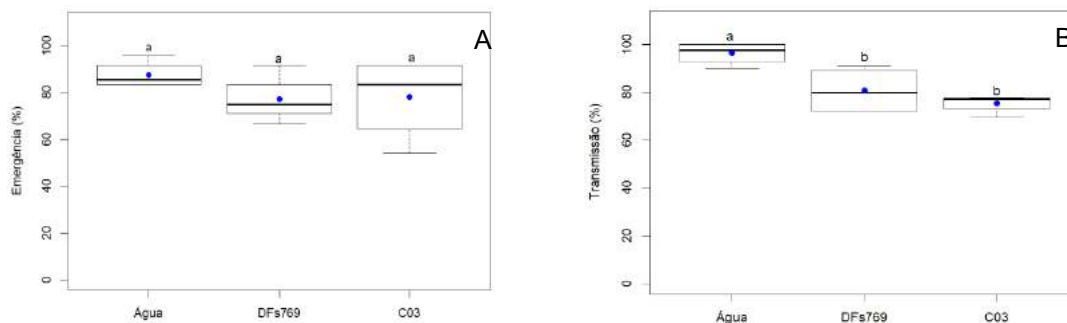 A
Emergência (%)
100
80
60
40
20
0
a
a
a
Água
DFs769
C03
B
Transmissão (%)
100
80
60
40
20
0
a
b
b
Água
DFs769
C03